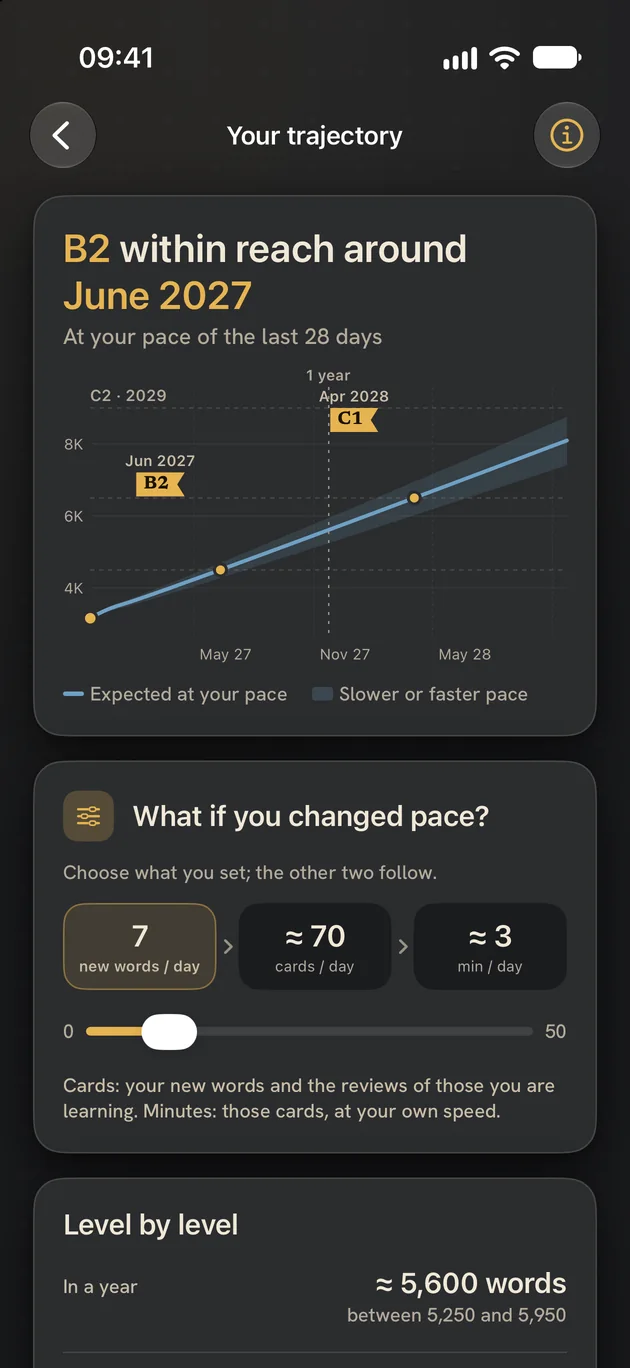 09:41
Your trajectory
B2 within reach around
June 2027
At your pace of the last 28 days
1 year
C2 · 2029
Apr 2028
C1
8K
Jun 2027
B2
6K
4K
May 27
Nov 27
May 28
Expected at your pace
Slower or faster pace
What if you changed pace?
Choose what you set; the other two follow.
7
new words / day
≈ 70
cards / day
≈ 3
min / day
0
50
Cards: your new words and the reviews of those you are
learning. Minutes: those cards, at your own speed.
Level by level
In a year
≈ 5,600 words
between 5,250 and 5,950